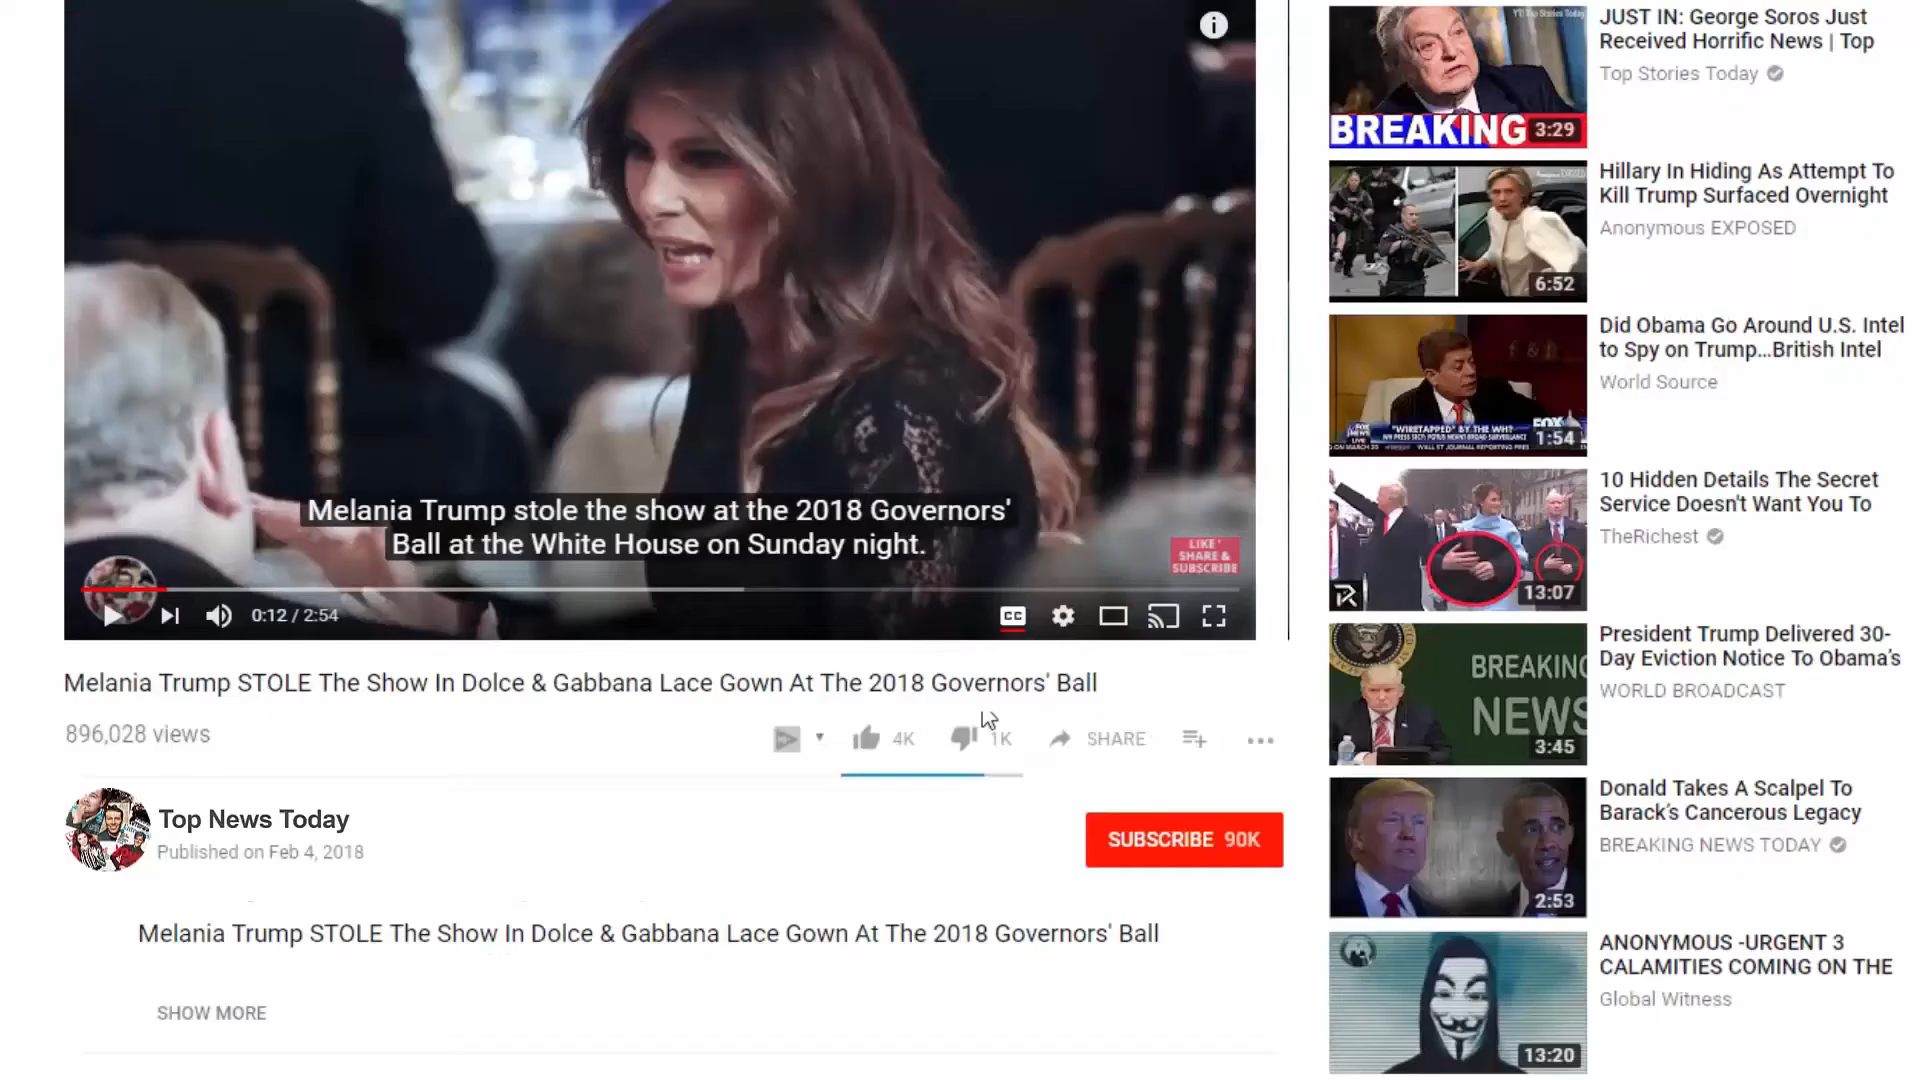 Melania Trump stole the show at the 2018 Governors'
Ball at the White House on Sunday night.
LIKE
SHARE &
SUBSCRIBE
0:12 / 2:54
CC
Melania Trump STOLE The Show In Dolce & Gabbana Lace Gown At The 2018 Governors' Ball
896,028 views
4K
1K
SHARE
Top News Today
Published on Feb 4, 2018
SUBSCRIBE 90K
Melania Trump STOLE The Show In Dolce & Gabbana Lace Gown At The 2018 Governors' Ball
SHOW MORE
BREAKING
3:29
JUST IN: George Soros Just
Received Horrific News | Top
Top Stories Today
6:52
Hillary In Hiding As Attempt To
Kill Trump Surfaced Overnight
Anonymous EXPOSED
"WIRETAPPED" BY THE WH?
1:54
Did Obama Go Around U.S. Intel
to Spy on Trump...British Intel
World Source
13:07
10 Hidden Details The Secret
Service Doesn't Want You To
TheRichest
BREAKING
NEWS
3:45
President Trump Delivered 30-
Day Eviction Notice To Obama's
WORLD BROADCAST
2:53
Donald Takes A Scalpel To
Barack's Cancerous Legacy
BREAKING NEWS TODAY
13:20
ANONYMOUS -URGENT 3
CALAMITIES COMING ON THE
Global Witness